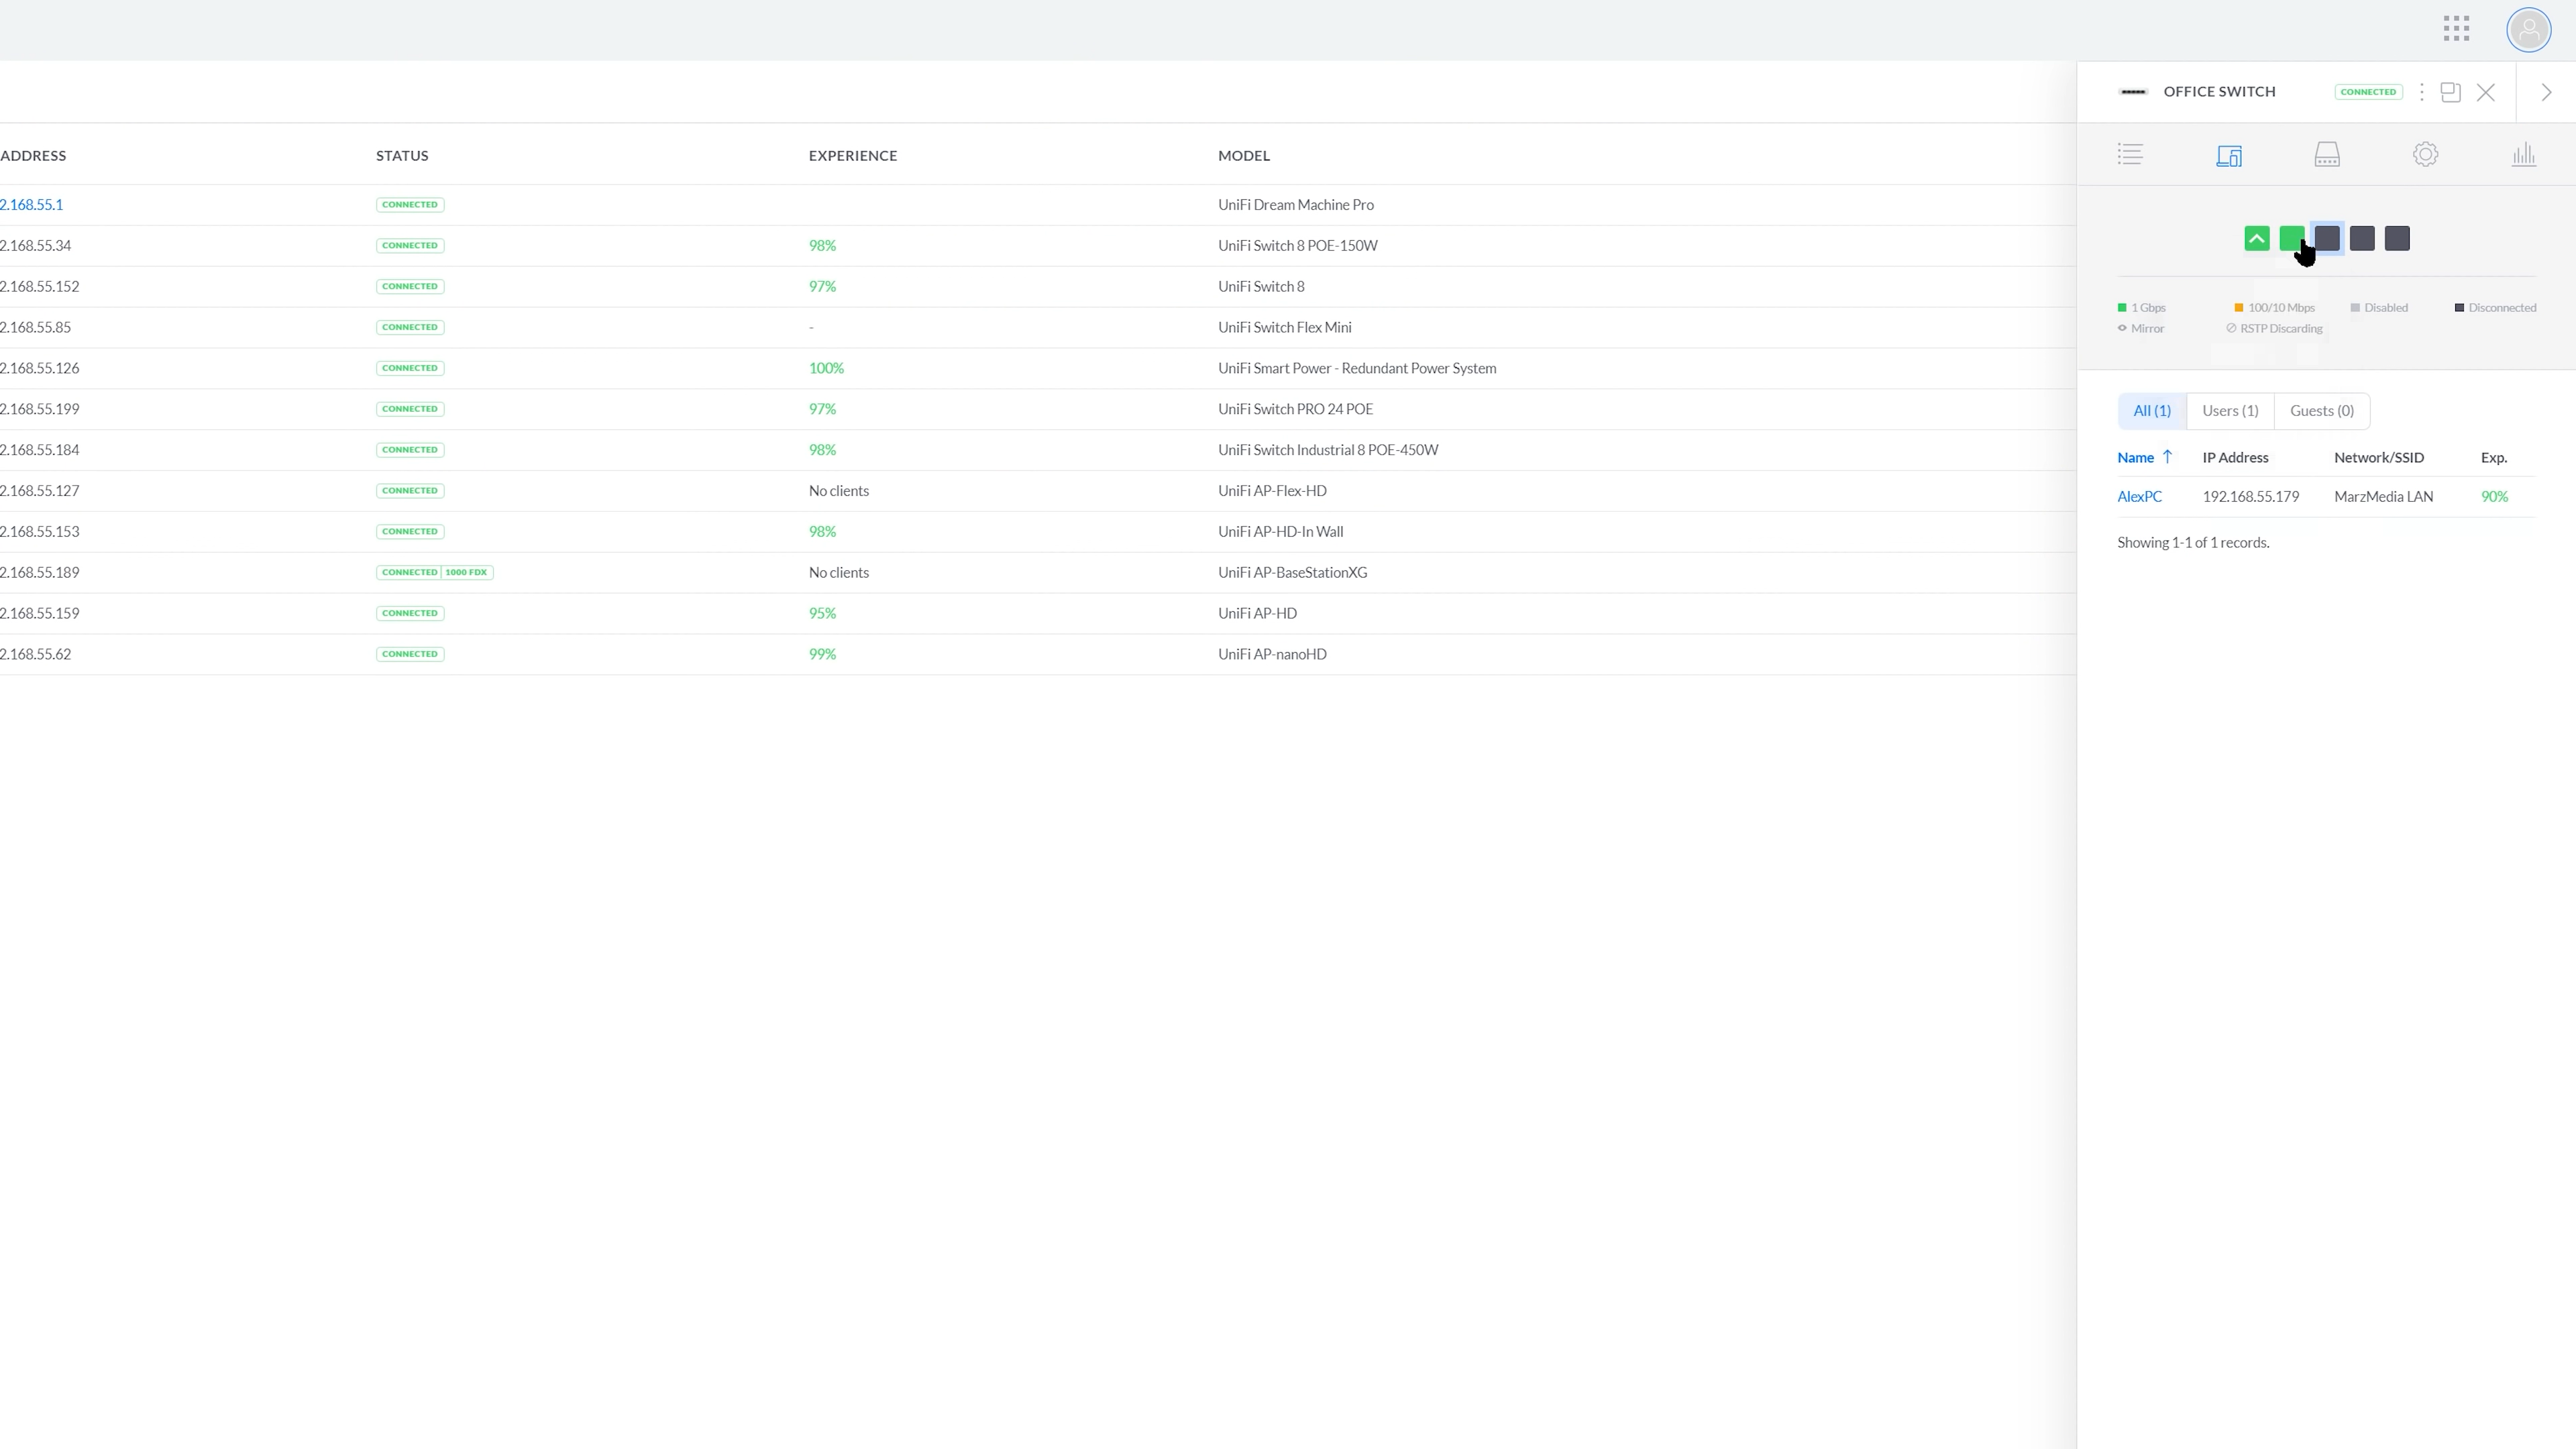 OFFICE SWITCH CONNECTED
ADDRESS STATUS EXPERIENCE MODEL
2.168.55.1 CONNECTED UniFi Dream Machine Pro
2.168.55.34 CONNECTED 98% UniFi Switch 8 POE-150W
2.168.55.152 CONNECTED 97% UniFi Switch 8
2.168.55.85 CONNECTED - UniFi Switch Flex Mini
2.168.55.126 CONNECTED 100% UniFi Smart Power - Redundant Power System
2.168.55.199 CONNECTED 97% UniFi Switch PRO 24 POE
2.168.55.184 CONNECTED 98% UniFi Switch Industrial 8 POE-450W
2.168.55.127 CONNECTED No clients UniFi AP-Flex-HD
2.168.55.153 CONNECTED 98% UniFi AP-HD-In Wall
2.168.55.189 CONNECTED 1000 FDX No clients UniFi AP-BaseStationXG
2.168.55.159 CONNECTED 95% UniFi AP-HD
2.168.55.62 CONNECTED 99% UniFi AP-nanoHD
1 Gbps 100/10 Mbps Disabled Disconnected
Mirror RSTP Discarding
All (1) Users (1) Guests (0)
Name IP Address Network/SSID Exp.
AlexPC 192.168.55.179 MarzMedia LAN 90%
Showing 1-1 of 1 records.